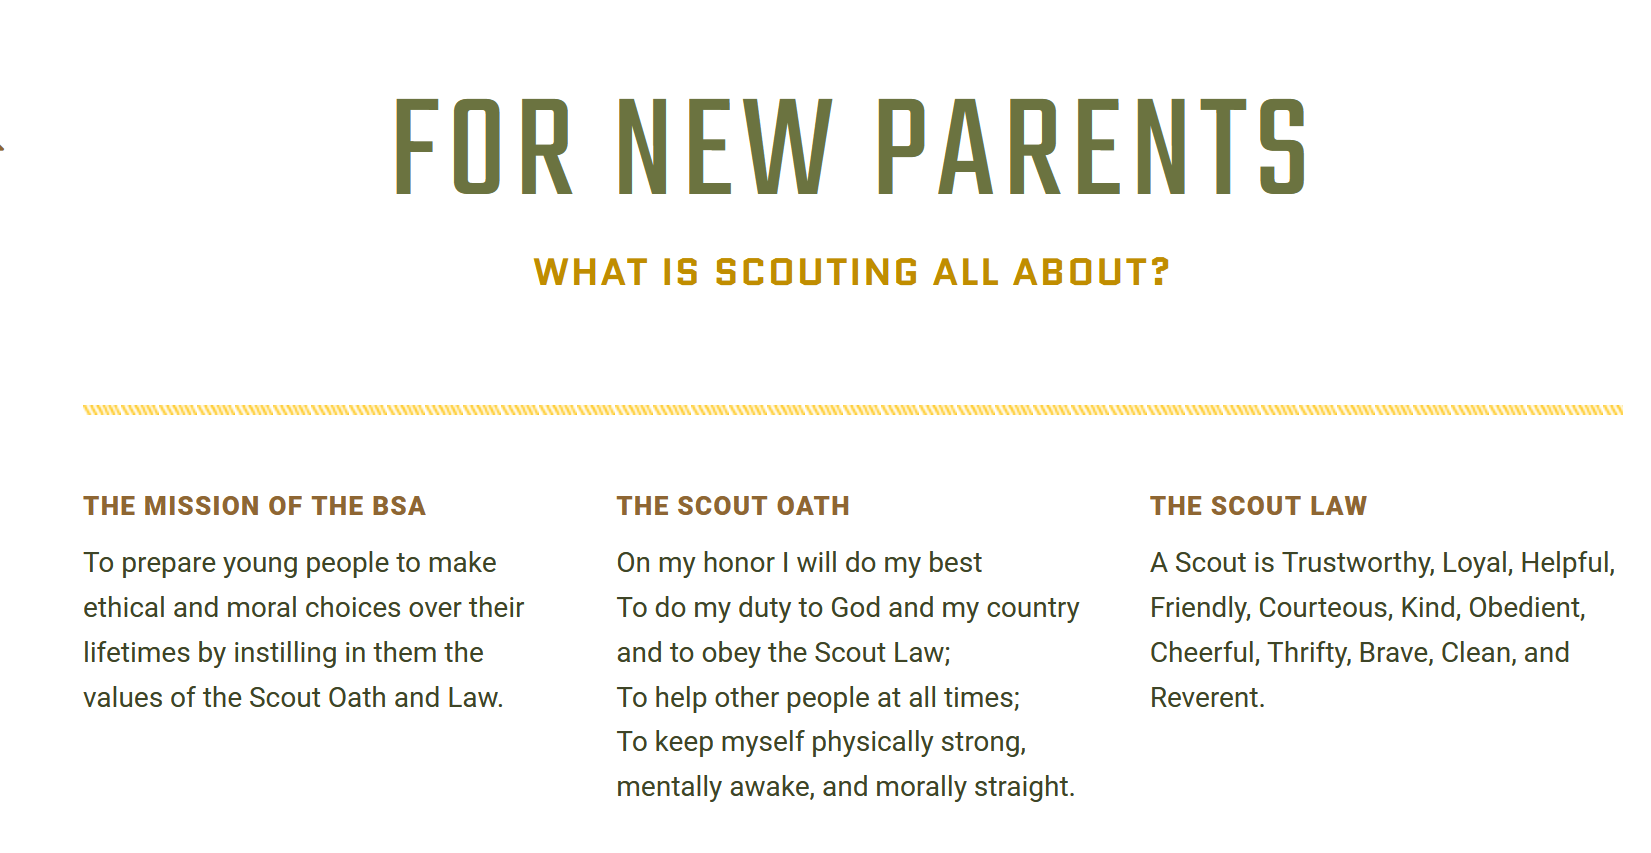 FOR NEW PARENTS
WHAT IS SCOUTING ALL ABOUT?
THE MISSION OF THE BSA
To prepare young people to make
ethical and moral choices over their
lifetimes by instilling in them the
values of the Scout Oath and Law.
THE SCOUT OATH
On my honor I will do my best
To do my duty to God and my country
and to obey the Scout Law;
To help other people at all times;
To keep myself physically strong,
mentally awake, and morally straight.
THE SCOUT LAW
A Scout is Trustworthy, Loyal, Helpful,
Friendly, Courteous, Kind, Obedient,
Cheerful, Thrifty, Brave, Clean, and
Reverent.